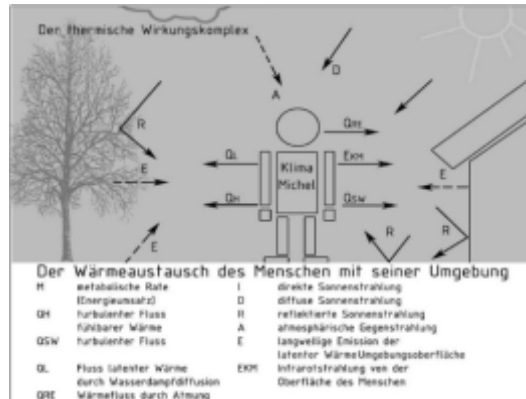 Der thermische Wirkungskomplex
D
A
R
QRE
E
QL
EKM
Klima
Michel
E
QH
QSW
E
R
R
Der Wärmeaustausch des Menschen mit seiner Umgebung
M metabolische Rate I direkte Sonnenstrahlung
(Energieumsatz) D diffuse Sonnenstrahlung
QH turbulenter Fluss R reflektierte Sonnenstrahlung
fühlbarer Wärme A atmosphärische Gegenstrahlung
QSW turbulenter Fluss E langwellige Emission der
latenter Wärme Umgebungsoberfläche
QL Fluss latenter Wärme EKM Infrarotstrahlung von der
durch Wasserdampfdiffusion Oberfläche des Menschen
QRE Wärmefluss durch Atmung